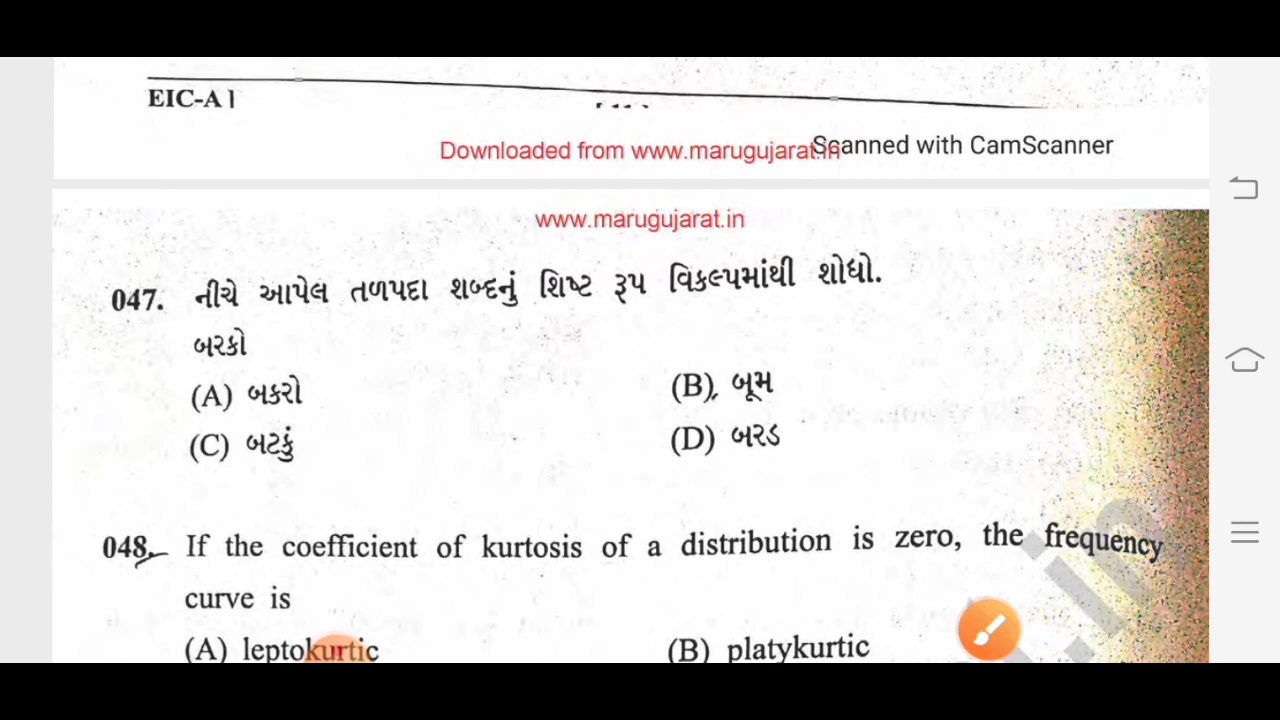 EIC-A]
Downloaded from www.marugujarat.in
Scanned with CamScanner
www.marugujarat.in
047. નીચે આપેલ તળપદા શબ્દનું શિષ્ટ રૂપ વિકલ્પમાંથી શોધો.
બરકો
(A) બકરો (B) બૂમ
(C) બટકું (D) બરડ
048. If the coefficient of kurtosis of a distribution is zero, the frequency
curve is
(A) leptokurtic (B) platykurtic